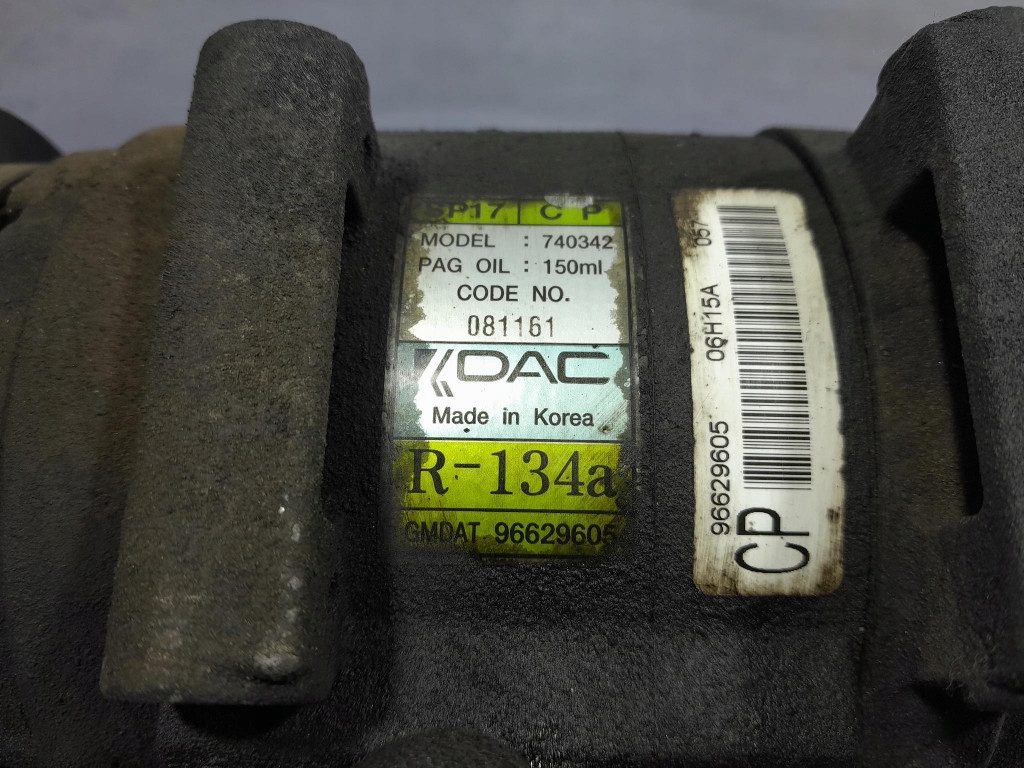 SP17 C P
MODEL : 740342
PAG OIL : 150ml
CODE NO.
081161
DAC
Made in Korea
R-134a
GMDAT 96629605
CP
96629605 06H15A 057